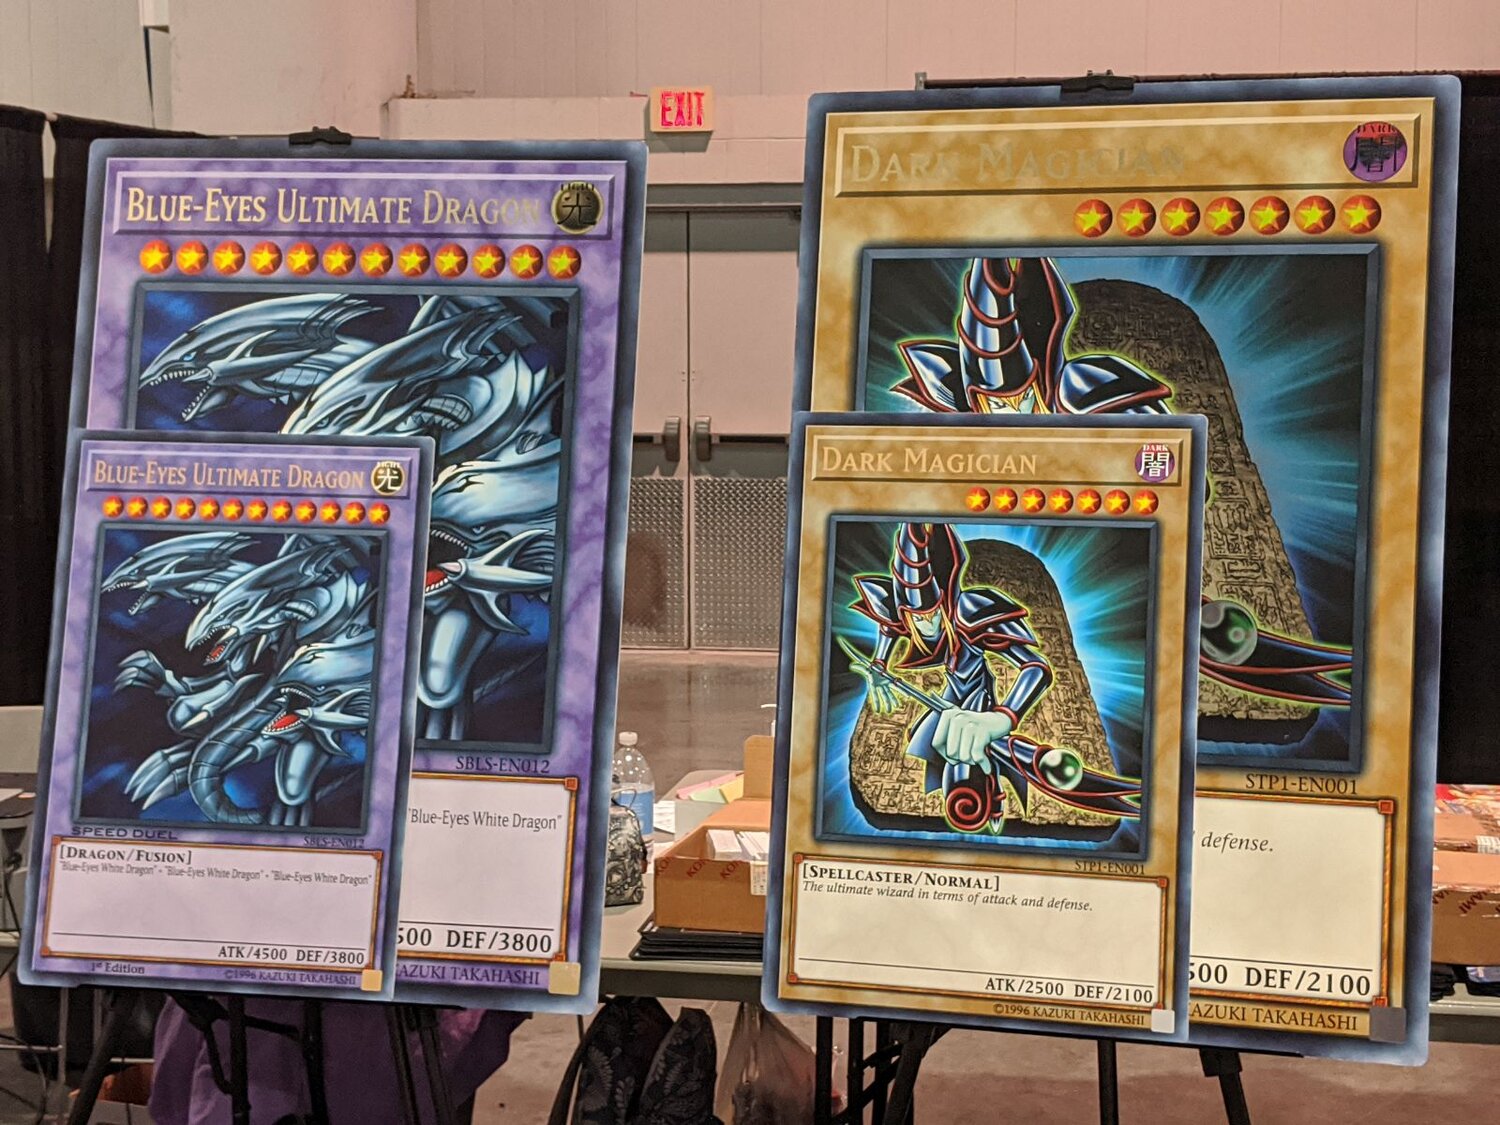 EXIT
BLUE-EYES ULTIMATE DRAGON
LIGHT
光
SBLS-EN012
"Blue-Eyes White Dragon"
500 DEF/3800
KAZUKI TAKAHASHI
BLUE-EYES ULTIMATE DRAGON
LIGHT
光
SPEED DUEL
SBLS-EN012
[DRAGON/FUSION]
"Blue-Eyes White Dragon" + "Blue-Eyes White Dragon" + "Blue-Eyes White Dragon"
ATK/4500 DEF/3800
1st Edition
©1996 KAZUKI TAKAHASHI
DARK MAGICIAN
DARK
闇
STP1-EN001
defense.
500 DEF/2100
KAZUKI TAKAHASHI
DARK MAGICIAN
DARK
闇
STP1-EN001
[SPELLCASTER/NORMAL]
The ultimate wizard in terms of attack and defense.
ATK/2500 DEF/2100
©1996 KAZUKI TAKAHASHI